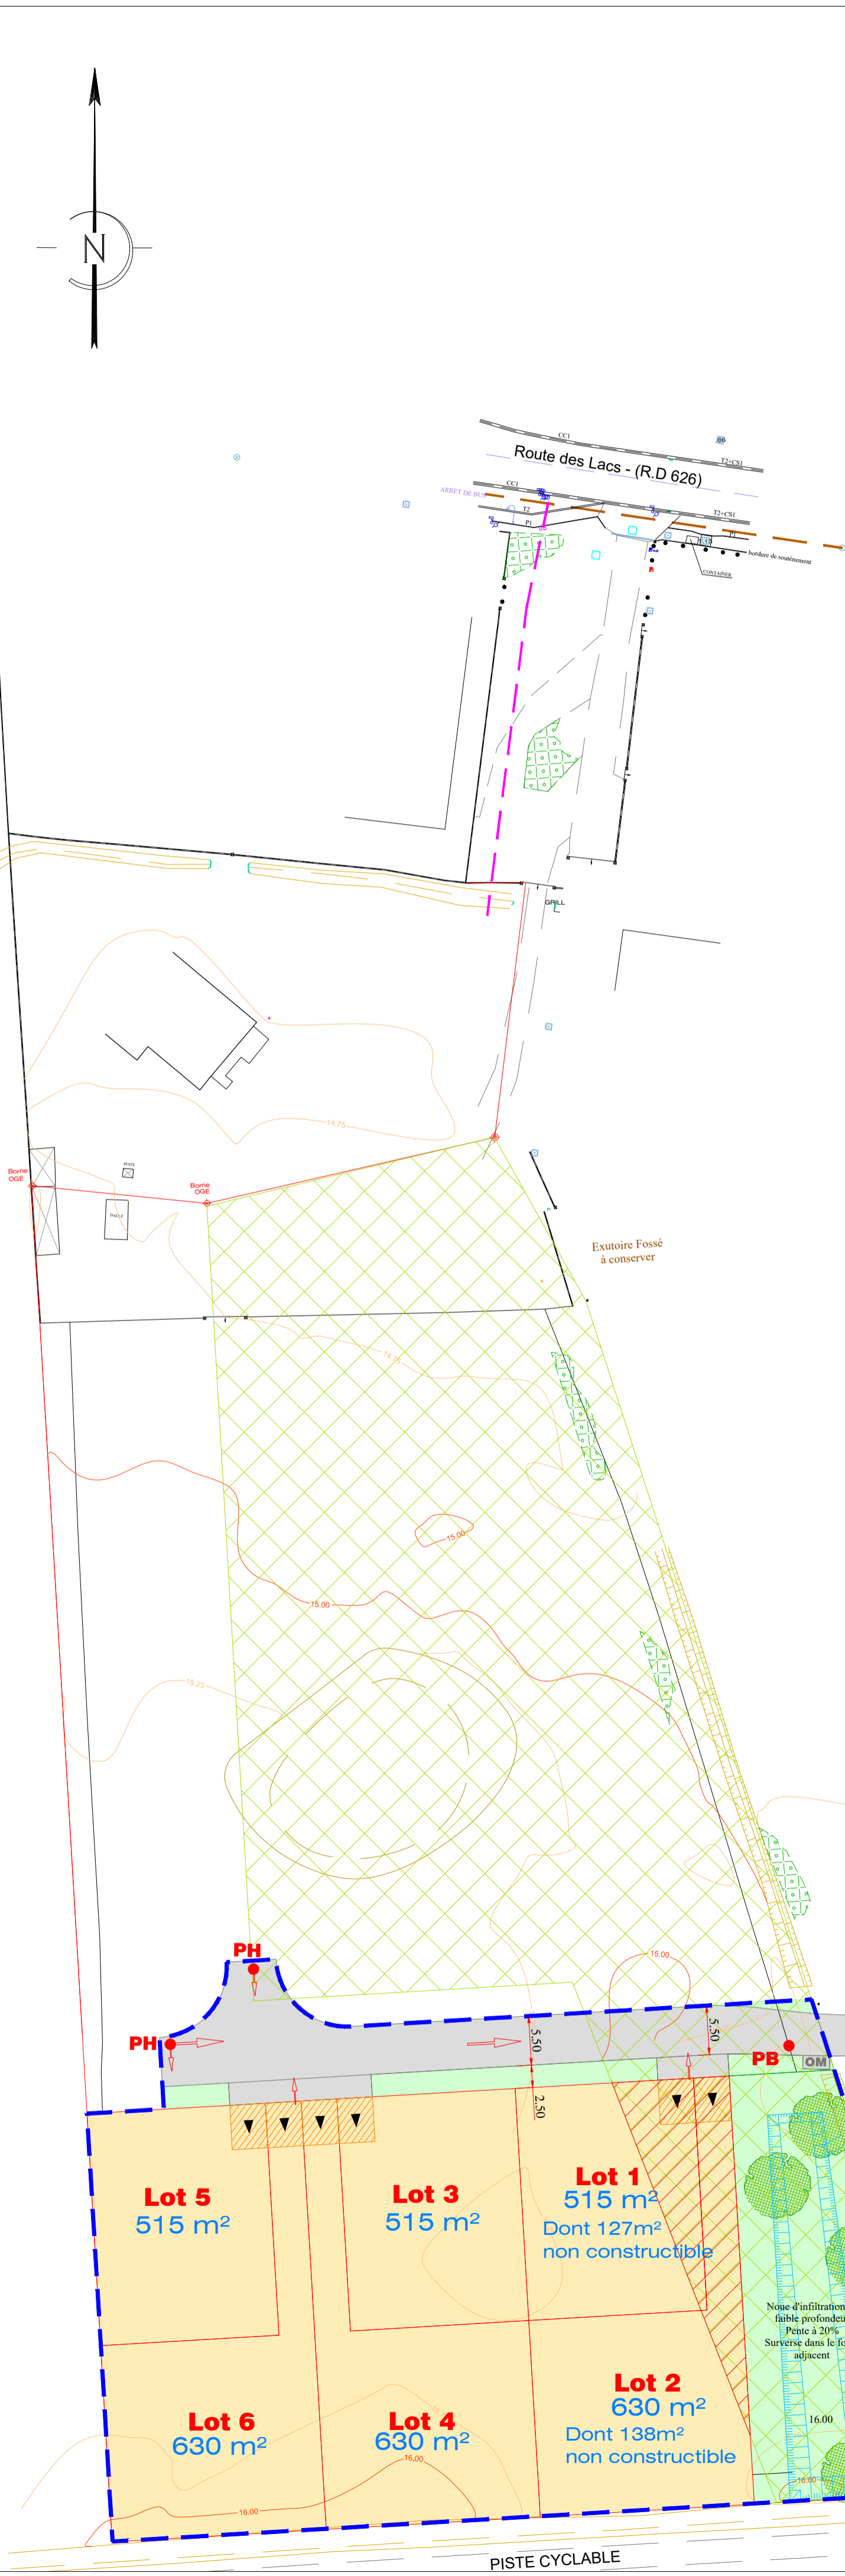 N
66
CC1
T2+CS1
Route des Lacs - (R.D 626)
ARRET DE BUS
CC1
T2
T2+CS1
P1
P1
bordure de soutènement
CONTAINER
GRILL
14.75
Borne
OGE
PUITS
Borne
OGE
DALLE
Exutoire Fossé
à conserver
14.75
15.00
15.00
15.25
PH
15.00
PH
5.50
5.50
PB
OM
2.50
Lot 5
515 m²
Lot 3
515 m²
Lot 1
515 m²
Dont 127m²
non constructible
Noue d'infiltration
faible profondeu
Pente à 20%
Surverse dans le fo
adjacent
Lot 6
630 m²
Lot 4
630 m²
Lot 2
630 m²
Dont 138m²
non constructible
16.00
16.00
16.00
16.00
PISTE CYCLABLE